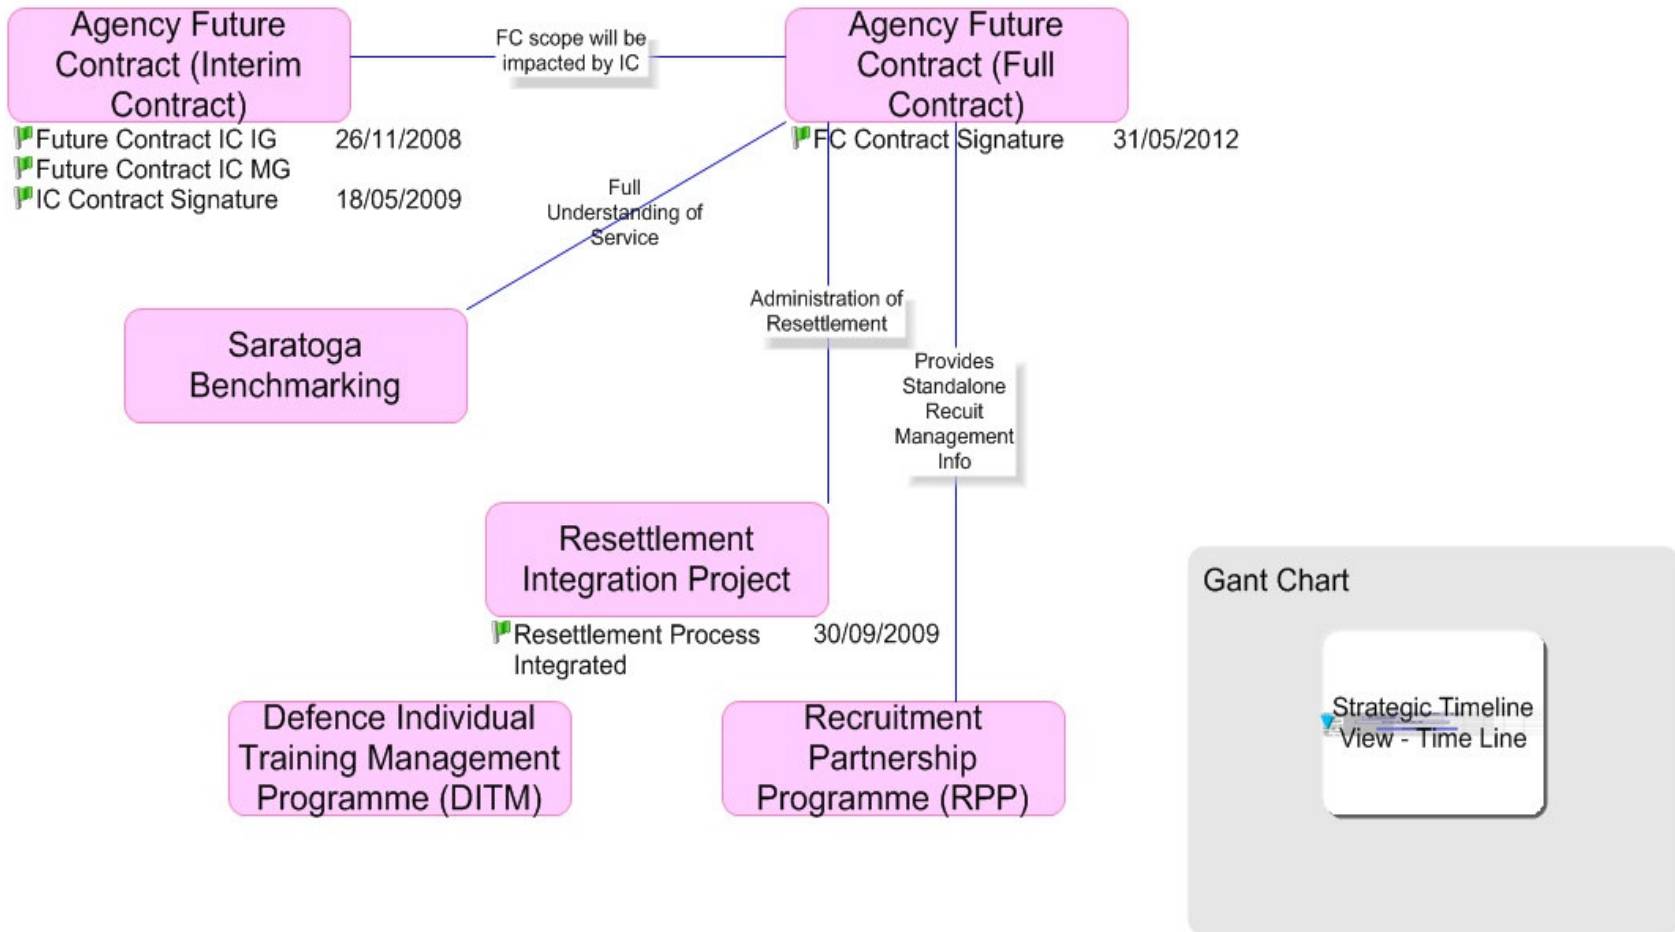 Agency Future
Contract (Interim
Contract)
FC scope will be
impacted by IC
Agency Future
Contract (Full
Contract)
Future Contract IC IG 26/11/2008
Future Contract IC MG
IC Contract Signature 18/05/2009
FC Contract Signature 31/05/2012
Full
Understanding of
Service
Administration of
Resettlement
Provides
Standalone
Recuit
Management
Info
Saratoga
Benchmarking
Resettlement
Integration Project
Resettlement Process 30/09/2009
Integrated
Defence Individual
Training Management
Programme (DITM)
Recruitment
Partnership
Programme (RPP)
Gant Chart
Strategic Timeline
View - Time Line